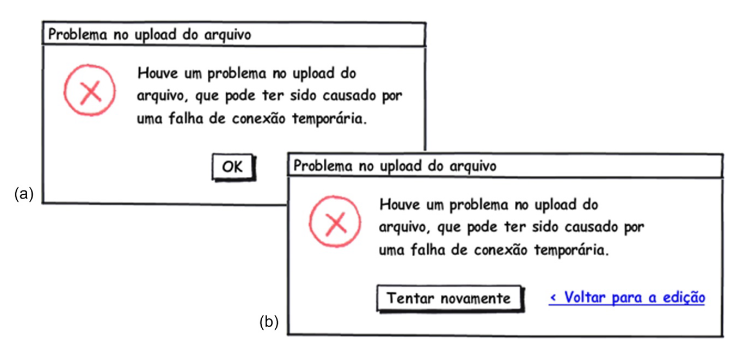 Problema no upload do arquivo
Houve um problema no upload do
arquivo, que pode ter sido causado por
uma falha de conexão temporária.
OK
(a)
Problema no upload do arquivo
Houve um problema no upload do
arquivo, que pode ter sido causado por
uma falha de conexão temporária.
Tentar novamente
< Voltar para a edição
(b)